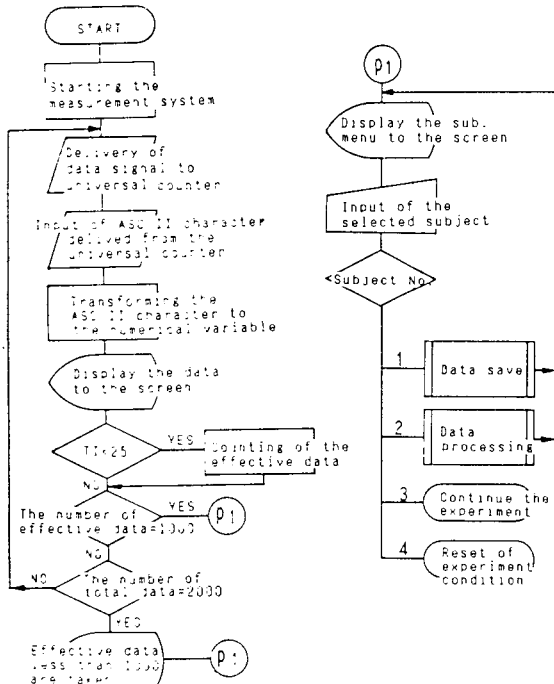 START
Starting the
measurement system
Delivery of
data signal to
universal counter
Input of ASC II character
delived from the
universal counter
Transforming the
ASC II character to
the numerical variable
Display the data
to the screen
TI<25
YES
Counting of the
effective data
NO
The number of
effective data=1000
YES
P1
NO
The number of
total data=2000
NO
YES
Effective data
less than 1000
are taken
P1
P1
Display the sub.
menu to the screen
Input of the
selected subject
<Subject No.
1
Data save
2
Data
processing
3
Continue the
experiment
4
Reset of
experiment
condition